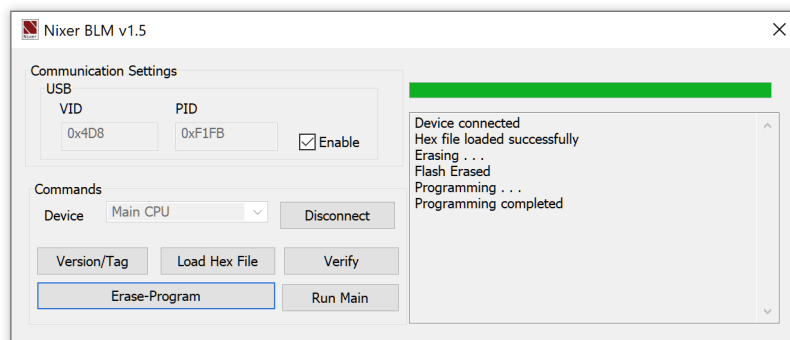 Nixer BLM v1.5
Nixer
Communication Settings
USB
VID
PID
0x4D8
0xF1FB
Enable
Commands
Device
Main CPU
Disconnect
Version/Tag
Load Hex File
Verify
Erase-Program
Run Main
Device connected
Hex file loaded successfully
Erasing . . .
Flash Erased
Programming . . .
Programming completed